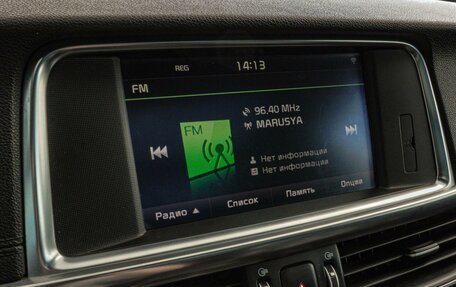 REG 14:13
FM
96,40 MHz
FM MARUSYA
Нет информации
Нет информации
Радио ▲ Список Память Опции